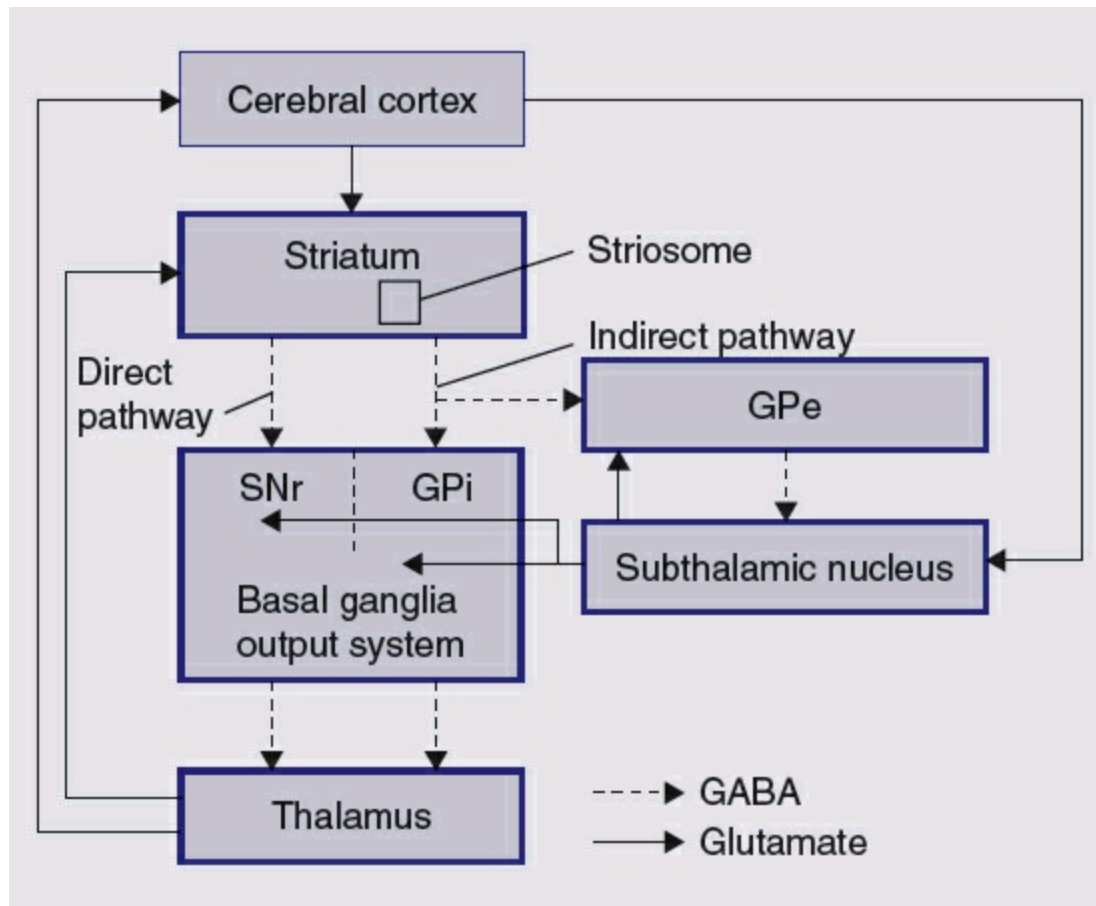 Cerebral cortex
Striatum
Striosome
Indirect pathway
Direct
pathway
GPe
SNr
GPi
Subthalamic nucleus
Basal ganglia
output system
Thalamus
GABA
Glutamate